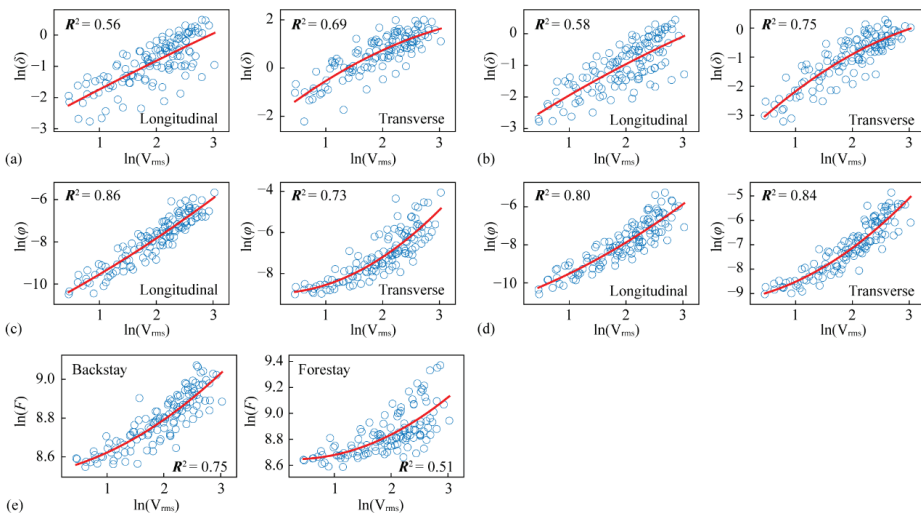 R² = 0.56
ln(δ)
0
−1
−2
−3
1
2
3
Longitudinal
ln(Vrms)
R² = 0.69
ln(δ)
2
0
−2
1
2
3
Transverse
ln(Vrms)
(a)
R² = 0.58
ln(δ)
0
−1
−2
−3
1
2
3
Longitudinal
ln(Vrms)
R² = 0.75
ln(δ)
0
−1
−2
−3
1
2
3
Transverse
ln(Vrms)
(b)
R² = 0.86
ln(φ)
−6
−8
−10
1
2
3
Longitudinal
ln(Vrms)
R² = 0.73
ln(φ)
−4
−6
−8
1
2
3
Transverse
ln(Vrms)
(c)
R² = 0.80
ln(φ)
−6
−8
−10
1
2
3
Longitudinal
ln(Vrms)
R² = 0.84
ln(φ)
−5
−6
−7
−8
−9
1
2
3
Transverse
ln(Vrms)
(d)
Backstay
ln(F)
9.0
8.8
8.6
1
2
3
R² = 0.75
ln(Vrms)
Forestay
ln(F)
9.4
9.2
9.0
8.8
8.6
1
2
3
R² = 0.51
ln(Vrms)
(e)